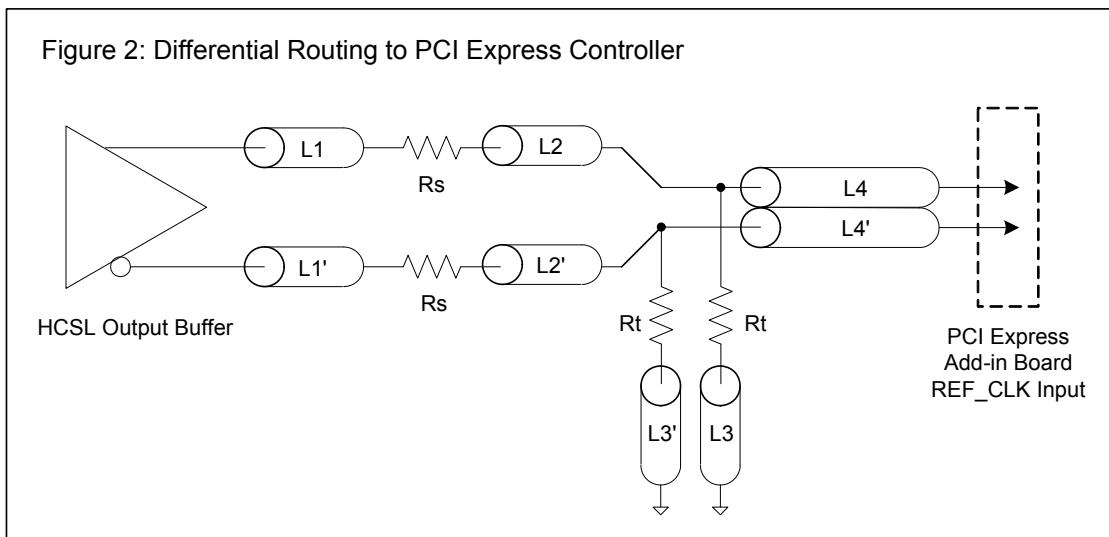 Figure 2: Differential Routing to PCI Express Controller
L1
Rs
L2
L4
L4'
L1'
Rs
L2'
HCSL Output Buffer
Rt
Rt
L3'
L3
PCI Express
Add-in Board
REF_CLK Input